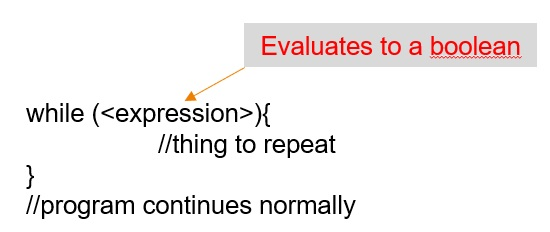 Evaluates to a boolean
while (<expression>){
//thing to repeat
}
//program continues normally